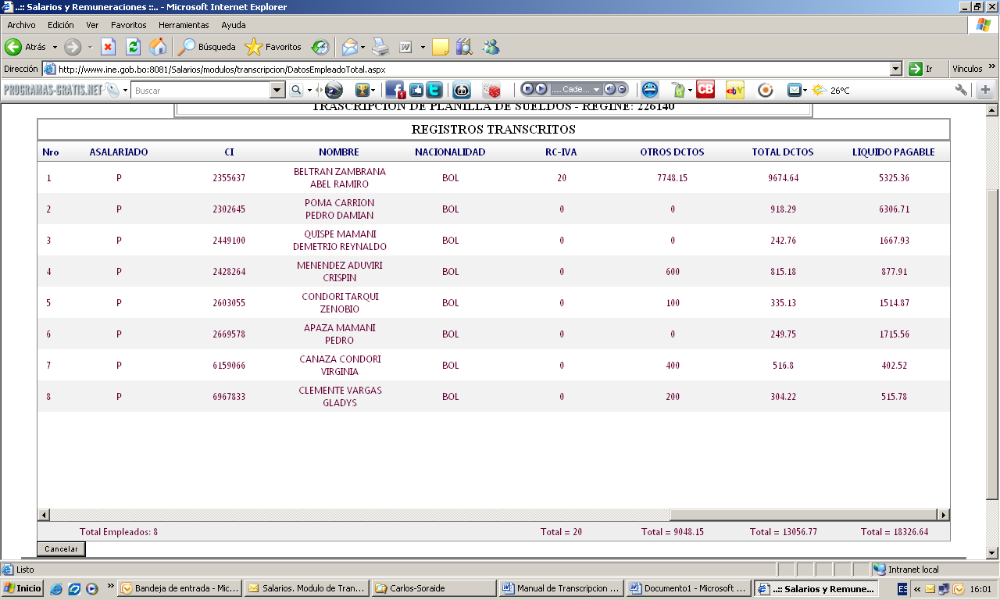 ..:: Salarios y Remuneraciones ::.. - Microsoft Internet Explorer
Archivo Edición Ver Favoritos Herramientas Ayuda
Atrás Búsqueda Favoritos
Dirección http://www.ine.gob.bo:8081/Salarios/modulos/transcripcion/DatosEmpleadoTotal.aspx Ir Vínculos »
PROGRAMAS-GRATIS.NET Buscar ..... Cade... CB ebY 26°C
TRASCRIPCION DE PLANILLA DE SUELDOS - REGINE: 226140
REGISTROS TRANSCRITOS
Nro ASALARIADO CI NOMBRE NACIONALIDAD RC-IVA OTROS DCTOS TOTAL DCTOS LIQUIDO PAGABLE
1 P 2355637 BELTRAN ZAMBRANA ABEL RAMIRO BOL 20 7748.15 9674.64 5325.36
2 P 2302645 POMA CARRION PEDRO DAMIAN BOL 0 0 918.29 6306.71
3 P 2449100 QUISPE MAMANI DEMETRIO REYNALDO BOL 0 0 242.76 1667.93
4 P 2428264 MENENDEZ ADUVIRI CRISPIN BOL 0 600 815.18 877.91
5 P 2603055 CONDORI TARQUI ZENOBIO BOL 0 100 335.13 1514.87
6 P 2669578 APAZA MAMANI PEDRO BOL 0 0 249.75 1715.56
7 P 6159066 CANAZA CONDORI VIRGINIA BOL 0 400 516.8 402.52
8 P 6967833 CLEMENTE VARGAS GLADYS BOL 0 200 304.22 515.78
Total Empleados: 8 Total = 20 Total = 9048.15 Total = 13056.77 Total = 18326.64
Cancelar
Listo Intranet local
Inicio » Bandeja de entrada - Mic... Salarios. Modulo de Tran... Carlos-Soraide Manual de Transcripcion ... Documento1 - Microsoft ... ..:: Salarios y Remune... ES « 16:01